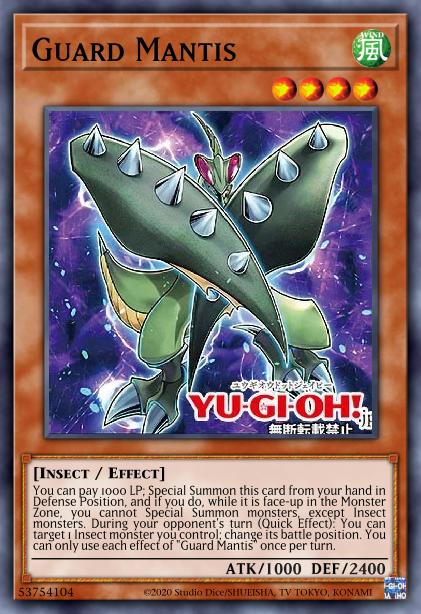 GUARD MANTIS
WIND
風
ユウギオウドットジェイピー
YU-GI-OH!.jp
無断転載禁止
[INSECT / EFFECT]
You can pay 1000 LP; Special Summon this card from your hand in
Defense Position, and if you do, while it is face-up in the Monster
Zone, you cannot Special Summon monsters, except Insect
monsters. During your opponent's turn (Quick Effect): You can
target 1 Insect monster you control; change its battle position. You
can only use each effect of "Guard Mantis" once per turn.
ATK/1000 DEF/2400
53754104
©2020 Studio Dice/SHUEISHA, TV TOKYO, KONAMI